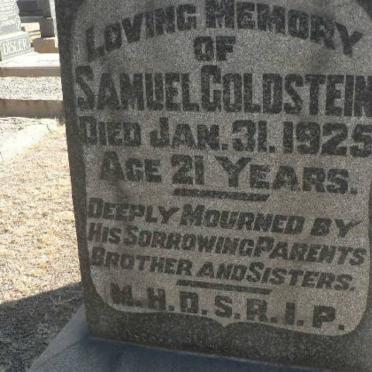 LOVING MEMORY
OF
SAMUEL GOLDSTEIN
DIED JAN. 31. 1925
AGE 21 YEARS.
DEEPLY MOURNED BY
HIS SORROWING PARENTS
BROTHER AND SISTERS.
M.H.D.S.R.I.P.